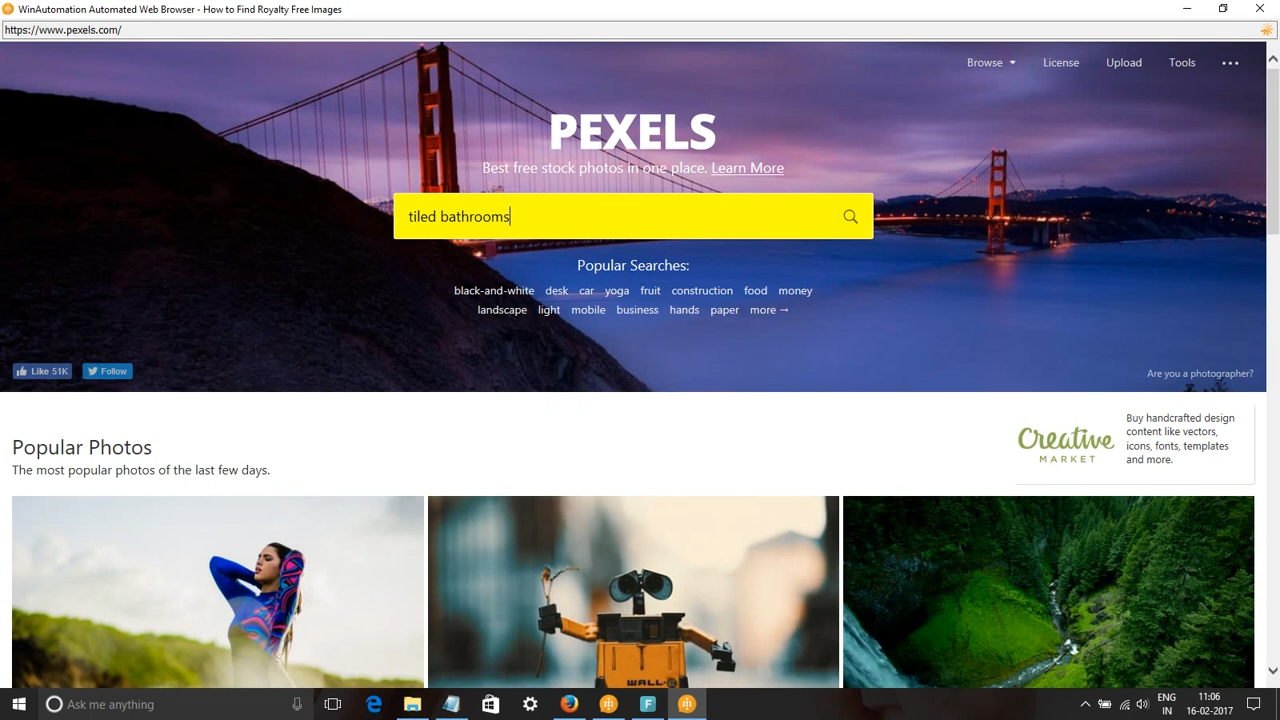 WinAutomation Automated Web Browser - How to Find Royalty Free Images
https://www.pexels.com/
Browse License Upload Tools
PEXELS
Best free stock photos in one place. Learn More
tiled bathrooms
Popular Searches:
black-and-white desk car yoga fruit construction food money
landscape light mobile business hands paper more →
Like 51K Follow
Are you a photographer?
Popular Photos
The most popular photos of the last few days.
Creative
MARKET
Buy handcrafted design
content like vectors,
icons, fonts, templates
and more.
WALL·E
Ask me anything
ENG
IN
11:06
16-02-2017